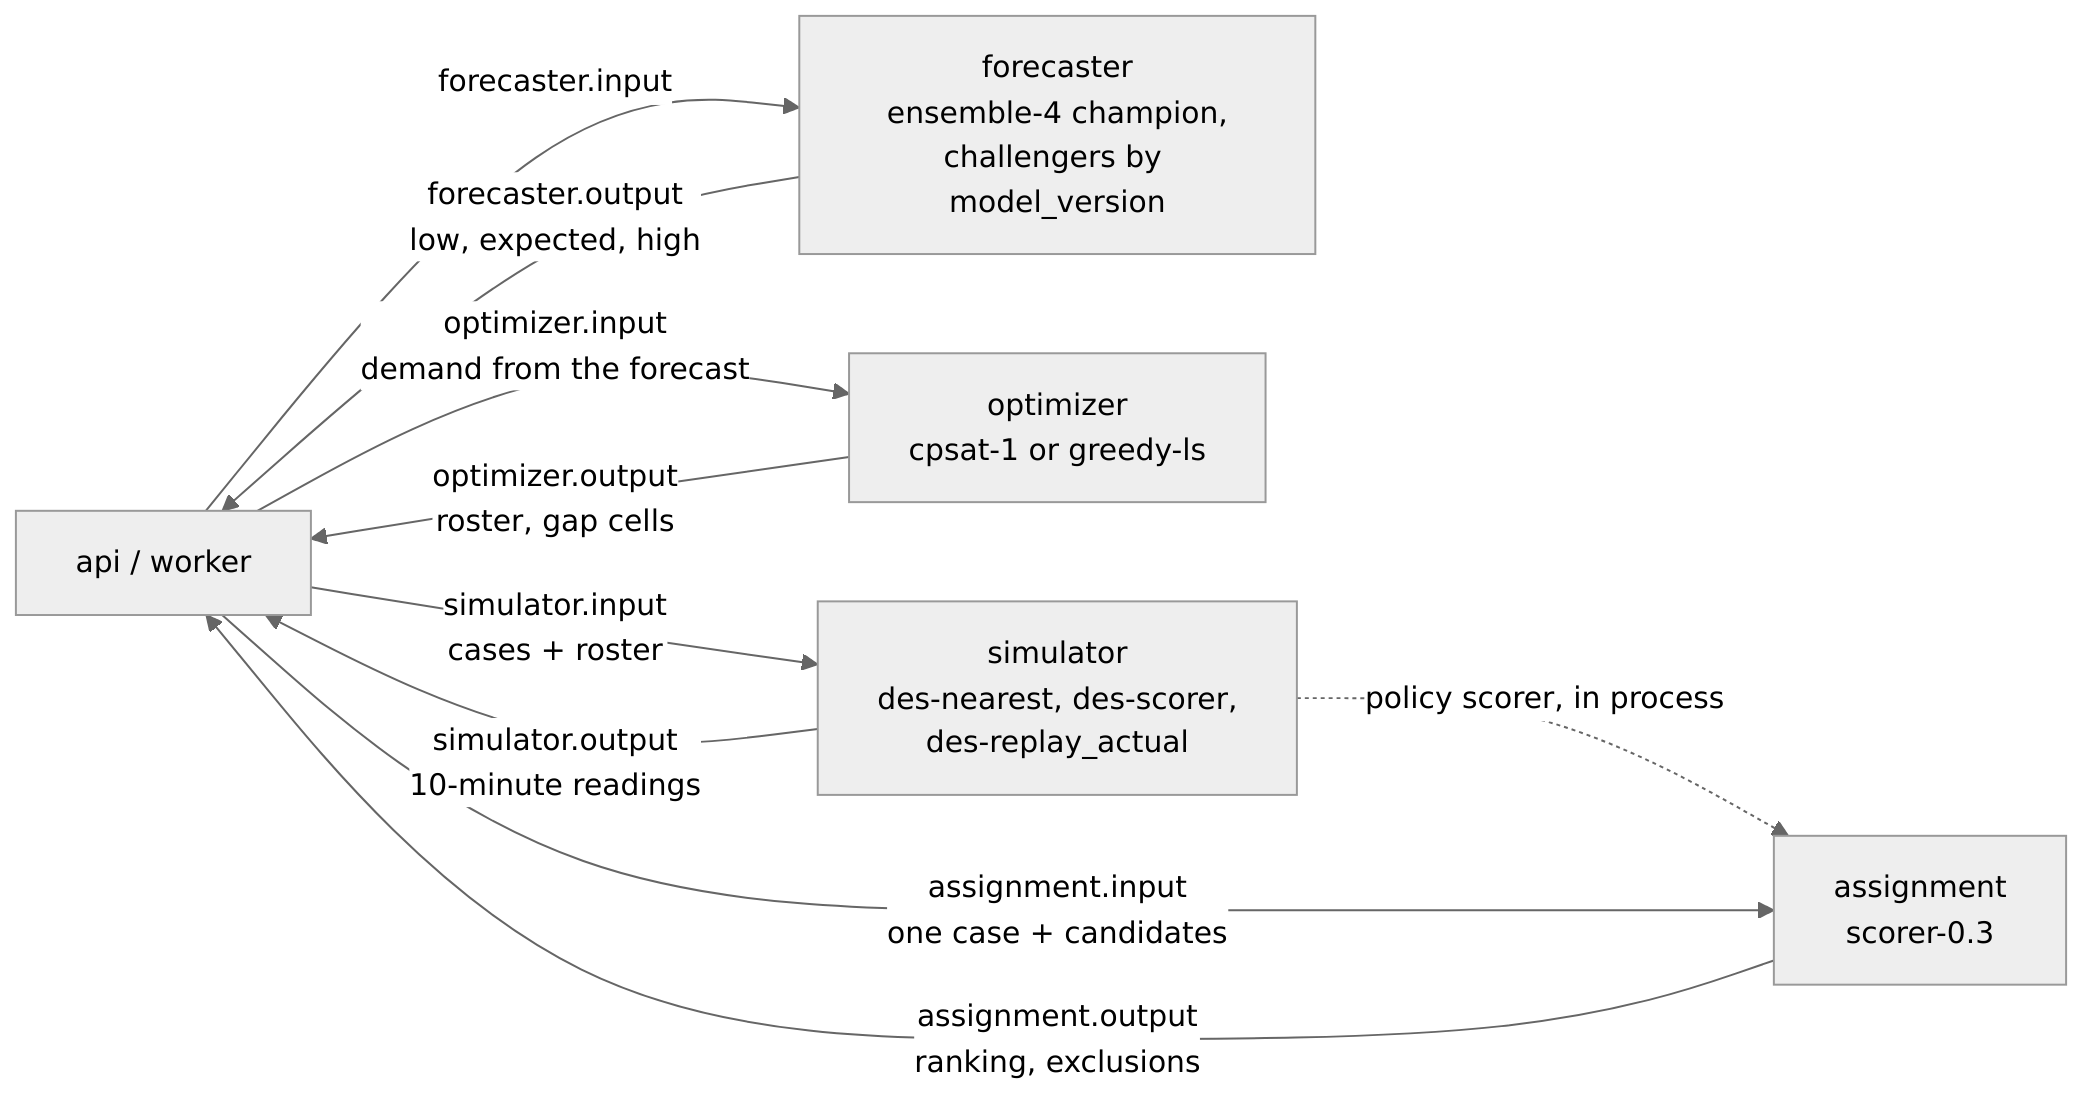 forecaster.input
forecaster
ensemble-4 champion,
challengers by
model_version
forecaster.output
low, expected, high
optimizer.input
demand from the forecast
optimizer
cpsat-1 or greedy-ls
optimizer.output
roster, gap cells
api / worker
simulator.input
cases + roster
simulator
des-nearest, des-scorer,
des-replay_actual
policy scorer, in process
simulator.output
10-minute readings
assignment.input
one case + candidates
assignment
scorer-0.3
assignment.output
ranking, exclusions